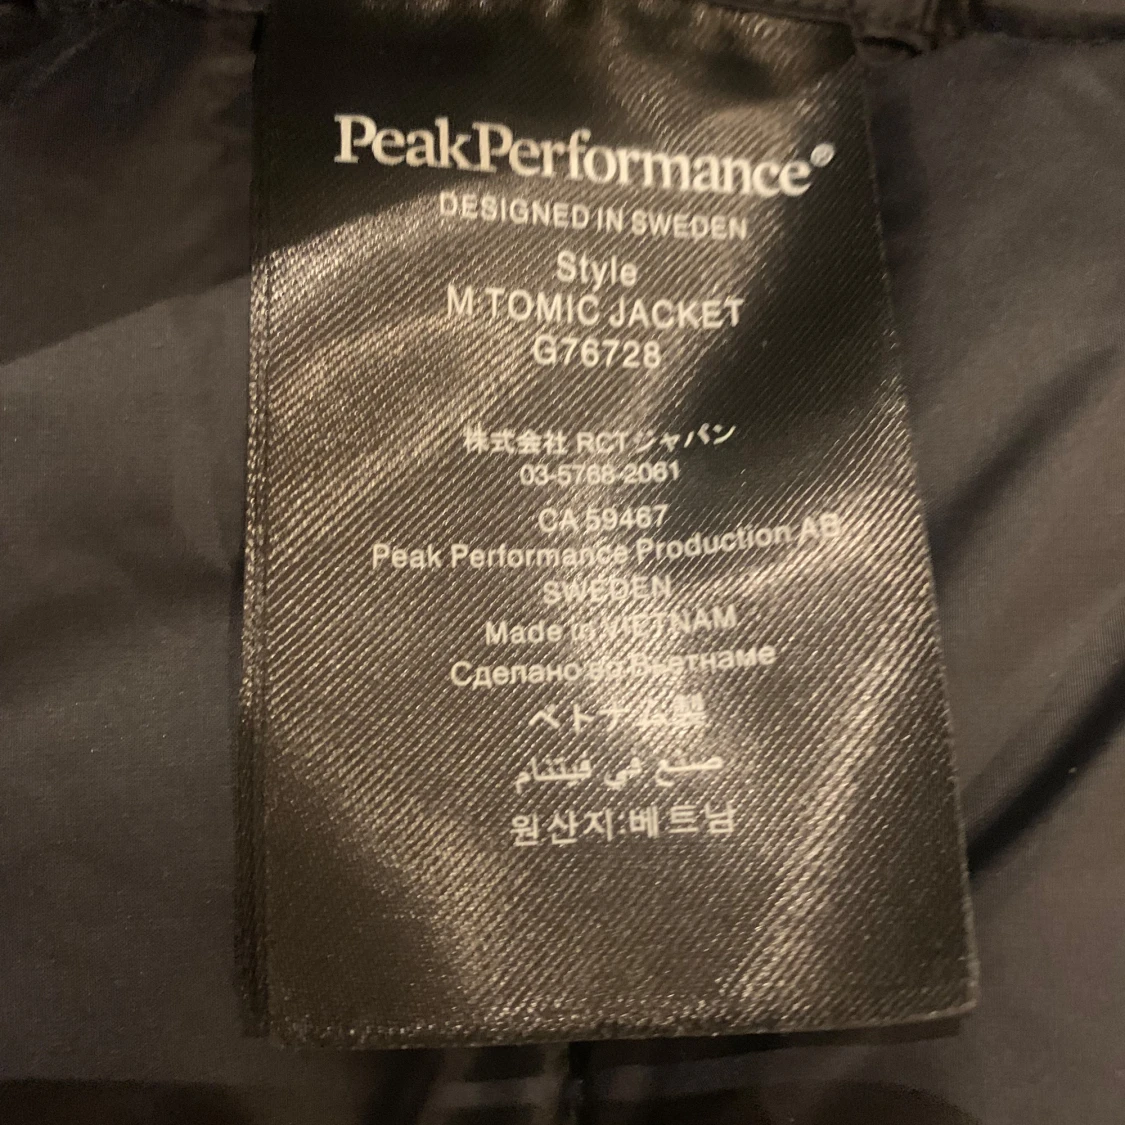 PeakPerformance®
DESIGNED IN SWEDEN
Style
M TOMIC JACKET
G76728
株式会社 RCTジャパン
03-5768-2061
CA 59467
Peak Performance Production AB
SWEDEN
Made in VIETNAM
Сделано во Вьетнаме
ベトナム製
صنع في فيتنام
원산지:베트남